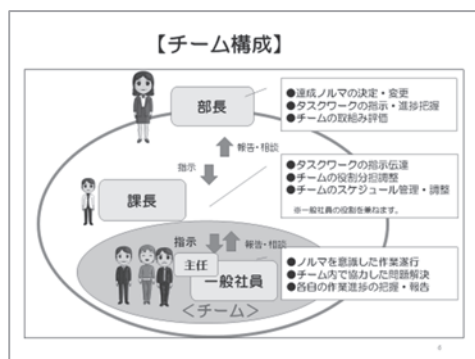 【チーム構成】
部長
●達成ノルマの決定・変更
●タスクワークの指示・進捗把握
●チームの取組み評価
報告・相談
指示
●タスクワークの指示伝達
●チームの役割分担調整
●チームのスケジュール管理・調整
※一般社員の役割を兼ねます。
課長
指示
報告・相談
主任
一般社員
●ノルマを意識した作業遂行
●チーム内で協力した問題解決
●各自の作業進捗の把握・報告
＜チーム＞
6